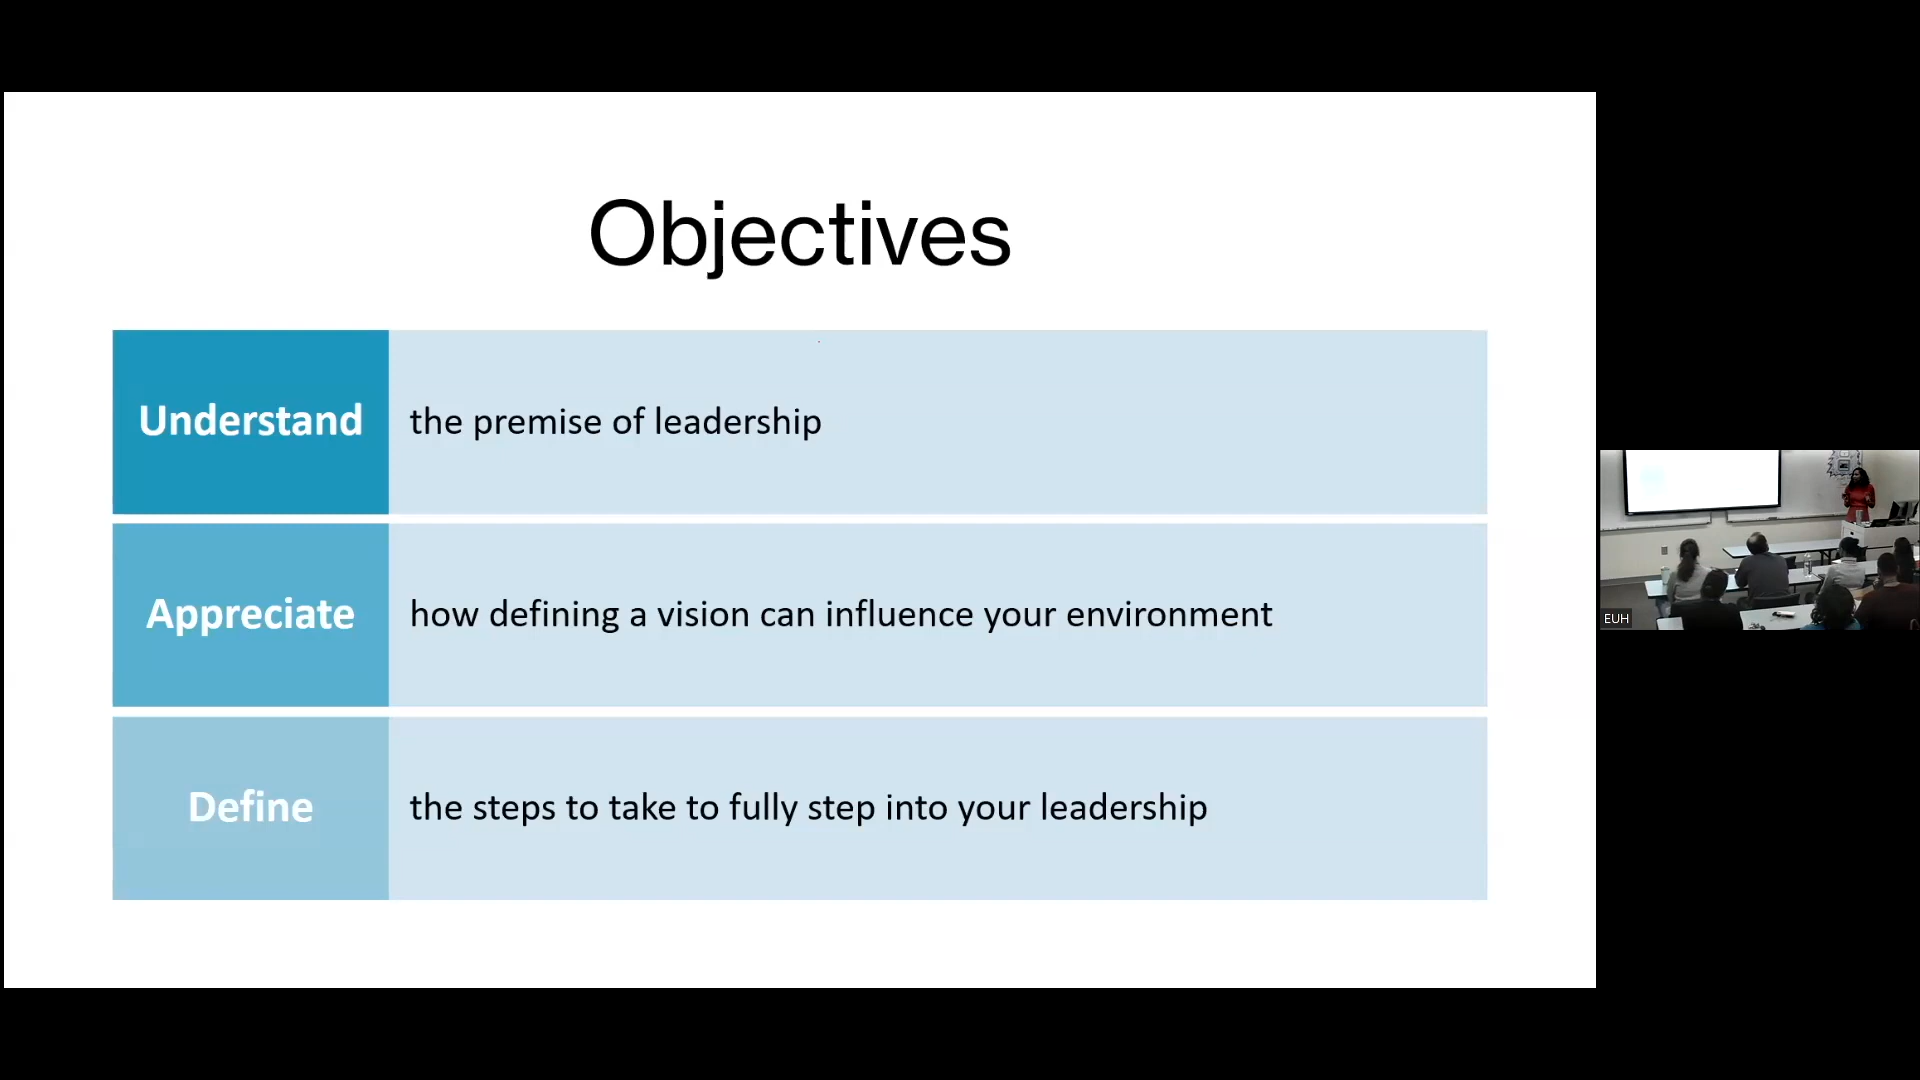 Objectives
Understand
the premise of leadership
Appreciate
how defining a vision can influence your environment
Define
the steps to take to fully step into your leadership
EUH